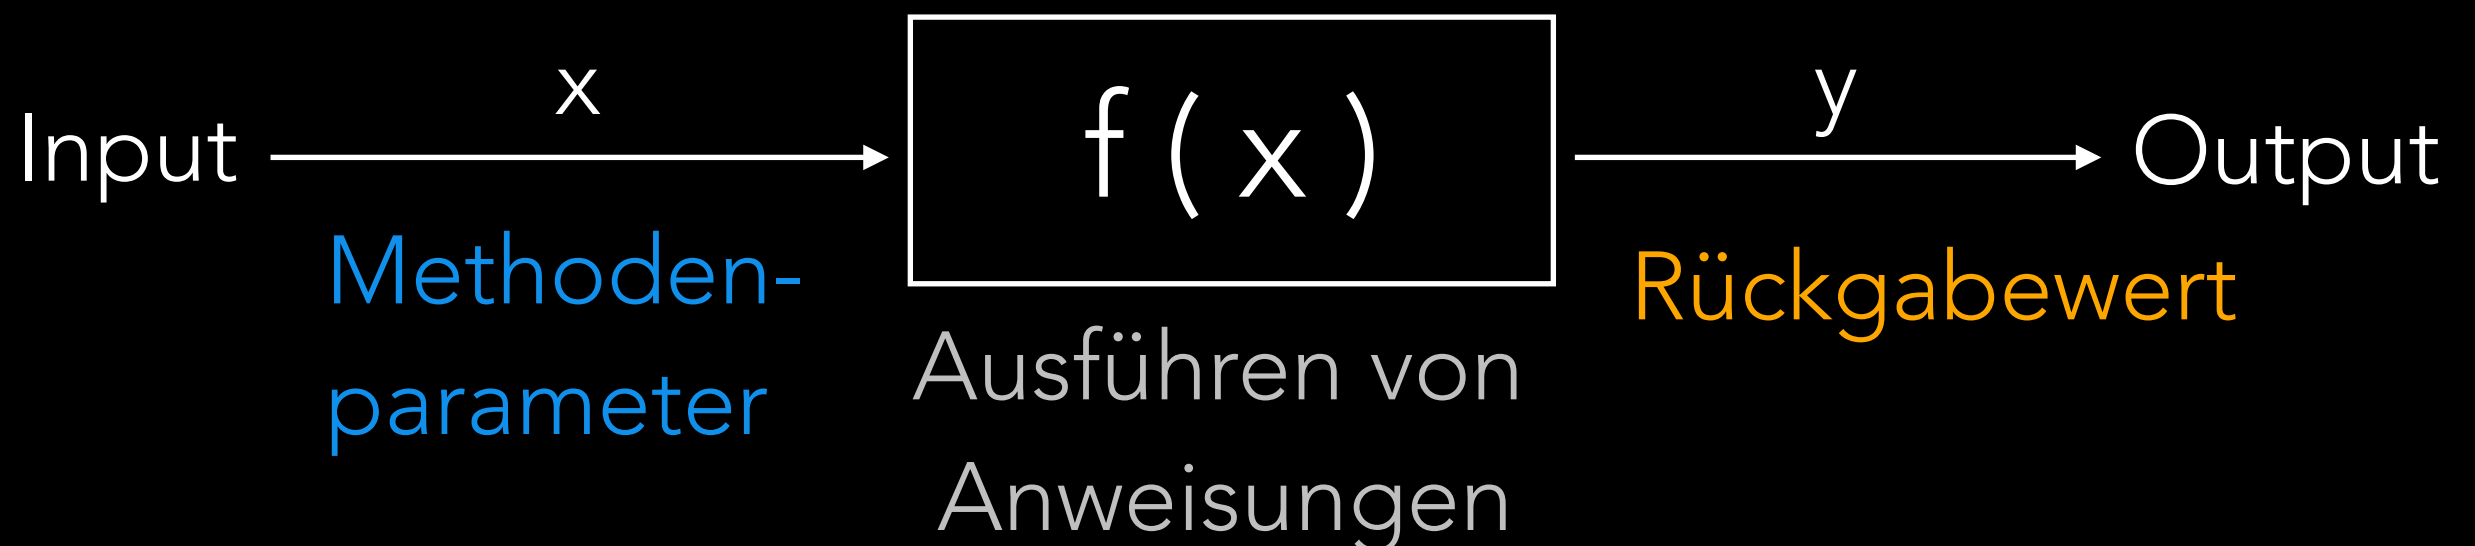 Input
x
f(x)
y
Output
Methoden-
parameter
Ausführen von
Anweisungen
Rückgabewert